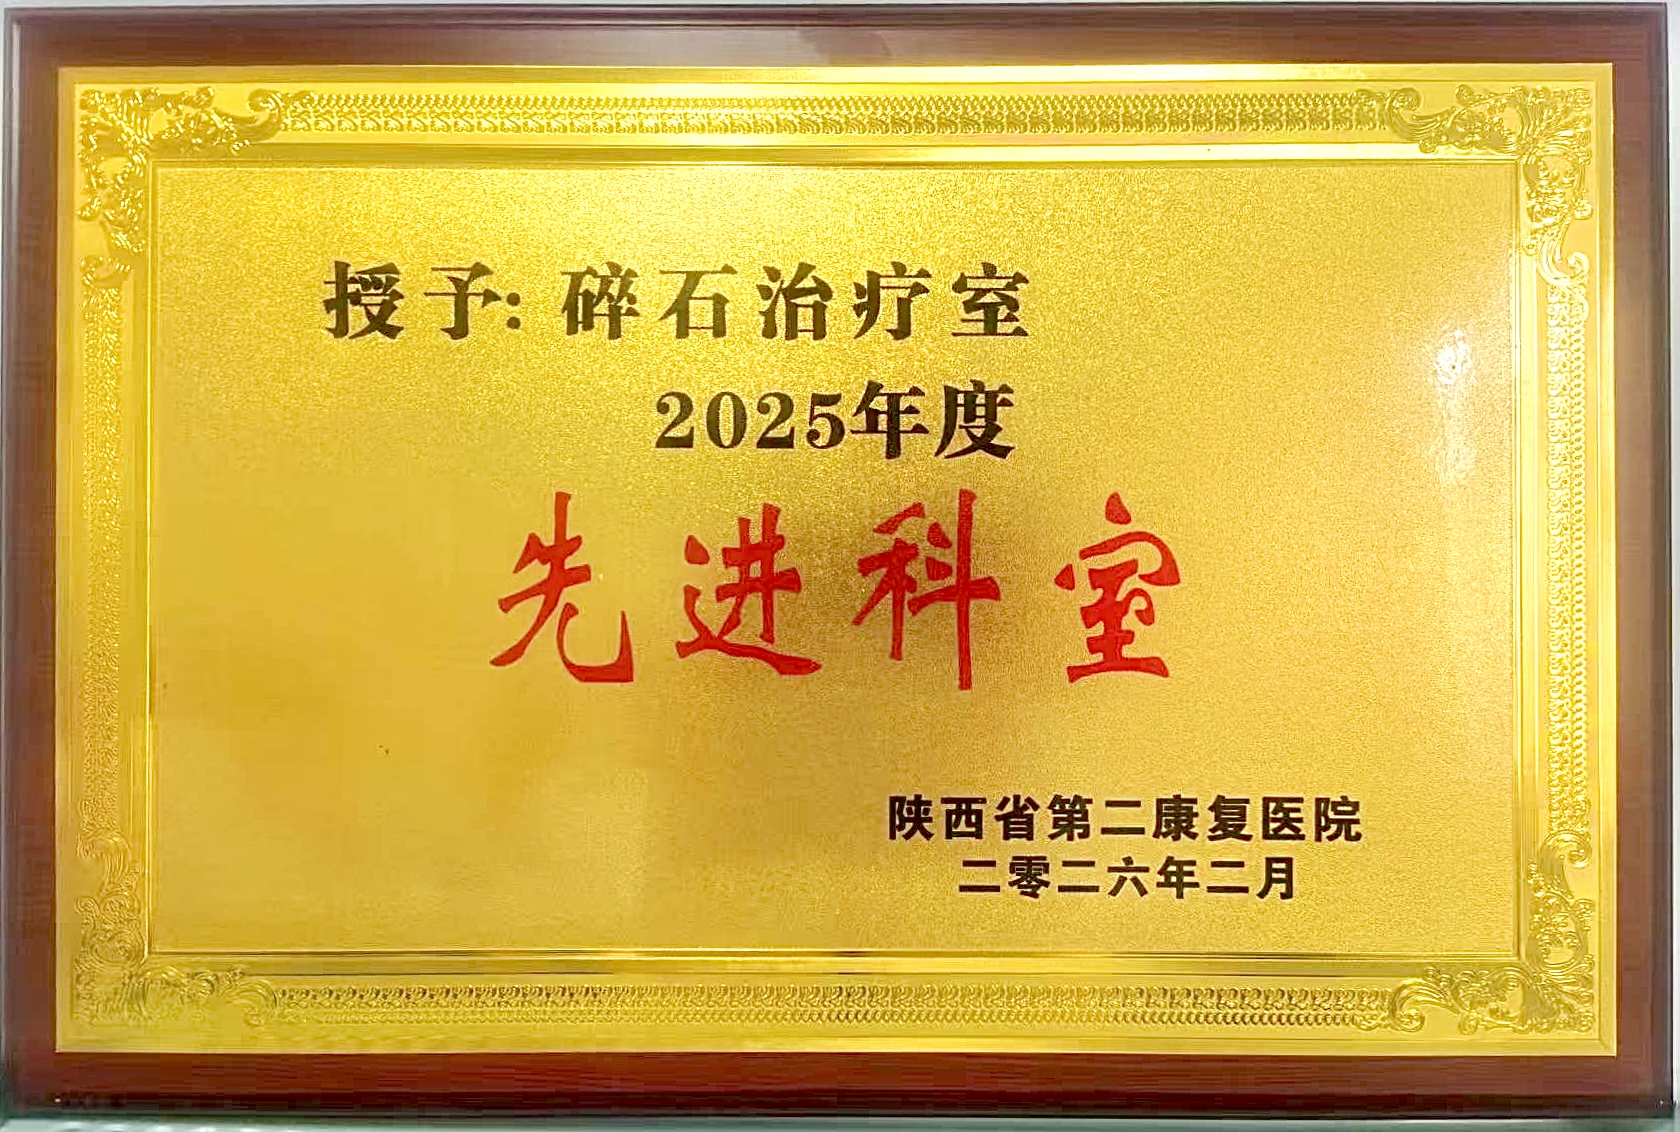 授予:碎石治疗室
2025年度
先进科室
陕西省第二康复医院
二零二六年二月